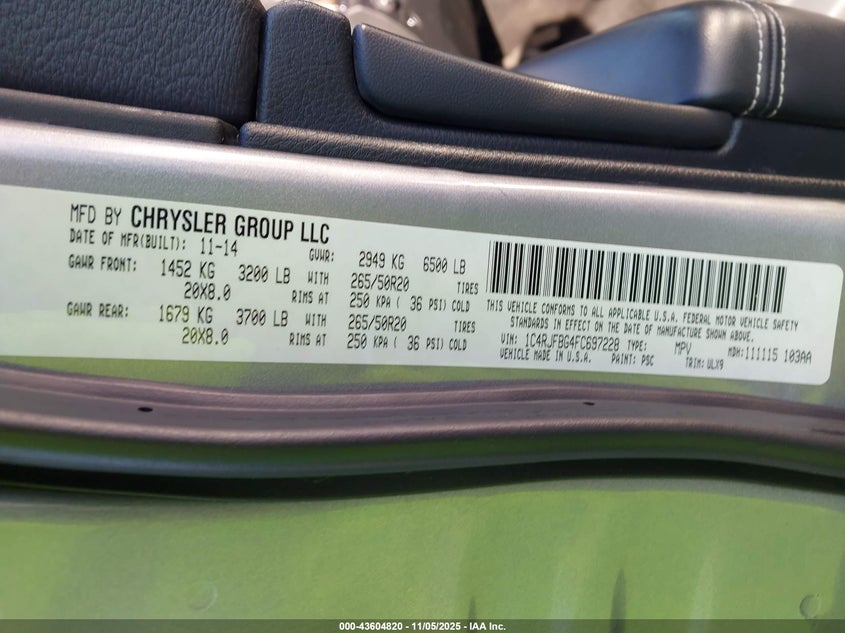 MFD BY CHRYSLER GROUP LLC
DATE OF MFR(BUILT): 11-14 GVWR: 2949 KG 6500 LB
GAWR FRONT: 1452 KG 3200 LB WITH 265/50R20 TIRES
20X8.0 RIMS AT 250 KPA ( 36 PSI) COLD
GAWR REAR: 1679 KG 3700 LB WITH 265/50R20 TIRES
20X8.0 RIMS AT 250 KPA ( 36 PSI) COLD
THIS VEHICLE CONFORMS TO ALL APPLICABLE U.S.A. FEDERAL MOTOR VEHICLE SAFETY
STANDARDS IN EFFECT ON THE DATE OF MANUFACTURE SHOWN ABOVE.
VIN: 1C4RJFBG4FC697228 TYPE: MPV MDH: 111115 103AA
VEHICLE MADE IN U.S.A. PAINT: PSC TRIM: ULX9
000-43604820 - 11/05/2025 - IAA Inc.